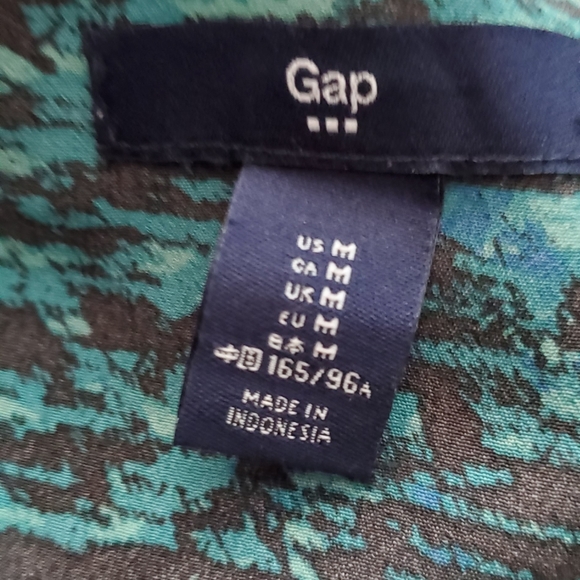 Gap
US M
CA M
UK M
EU M
日本 M
中国 165/96A
MADE IN
INDONESIA